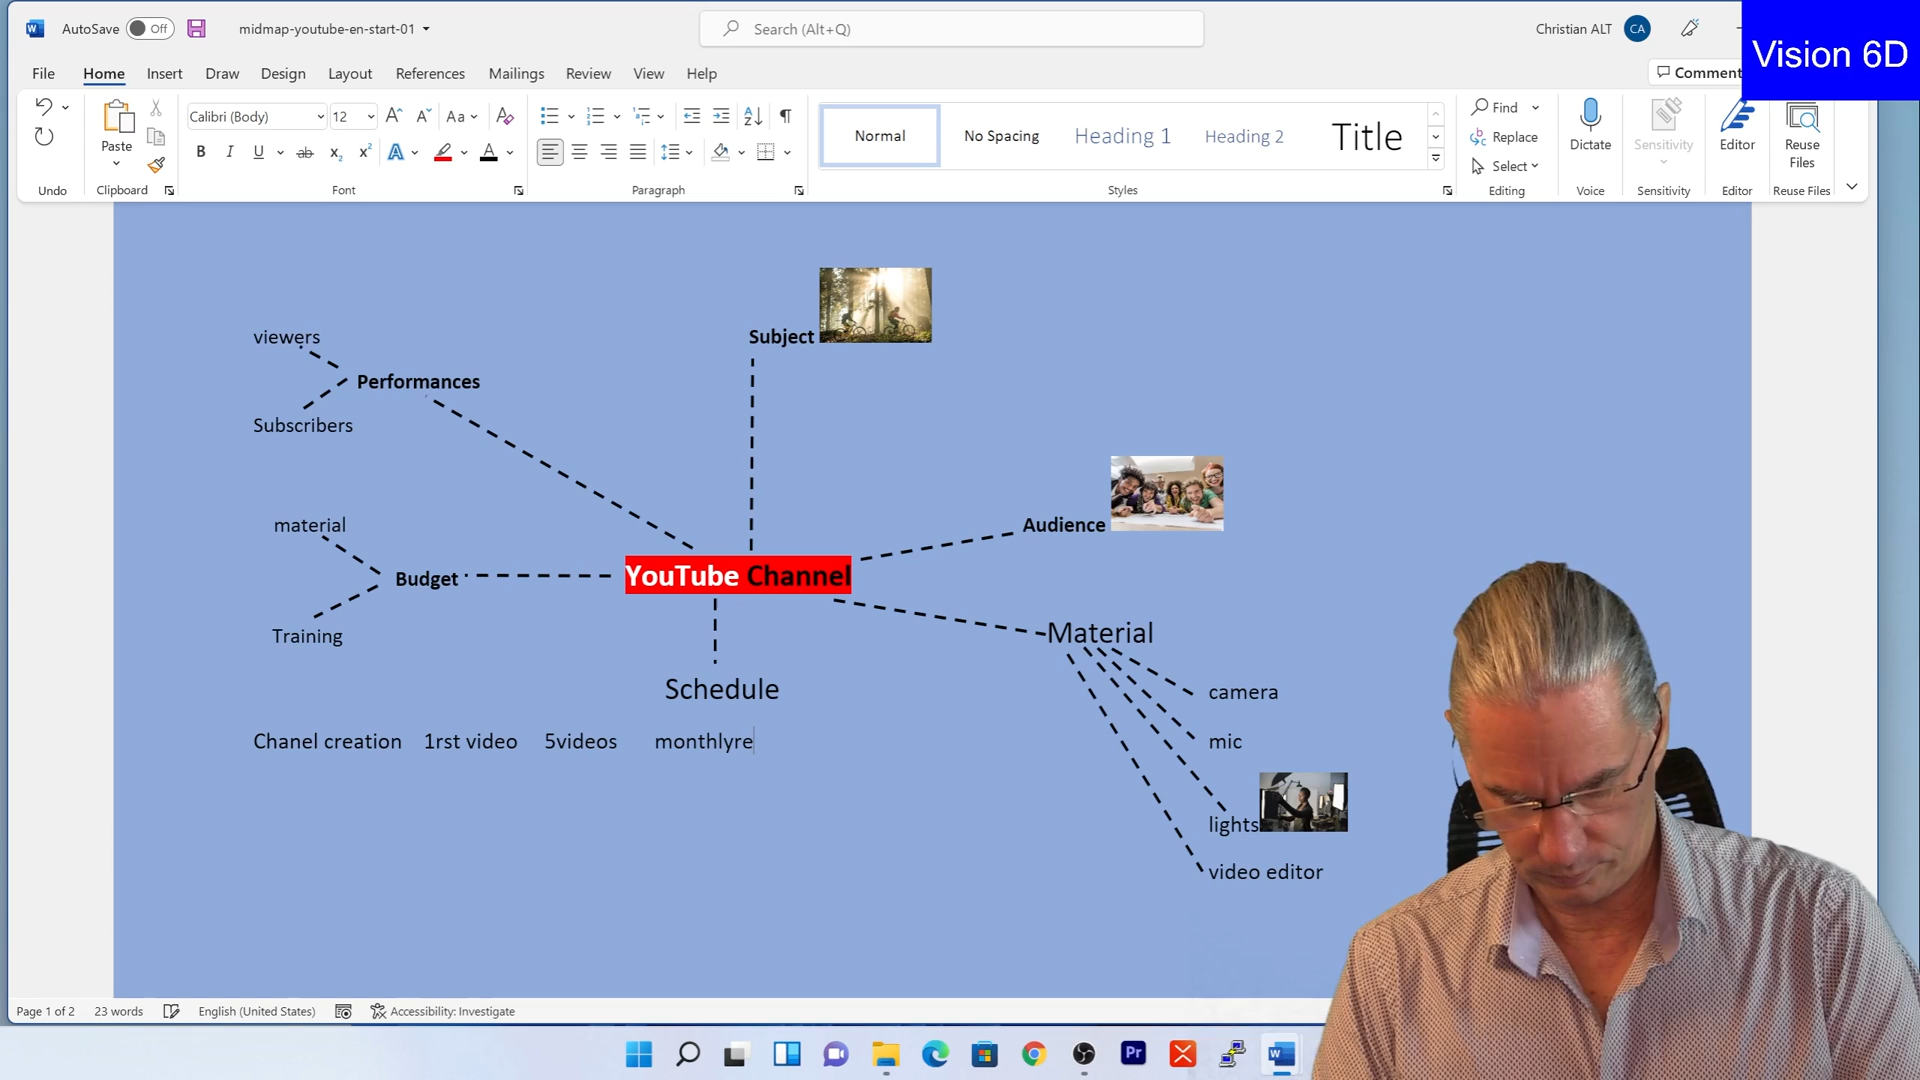 AutoSave Off midmap-youtube-en-start-01 Search (Alt+Q) Christian ALT CA
Vision 6D
File Home Insert Draw Design Layout References Mailings Review View Help Comment
Paste Calibri (Body) 12 Aa Normal No Spacing Heading 1 Heading 2 Title Find Replace Select Dictate Sensitivity Editor Reuse Files
Undo Clipboard Font Paragraph Styles Editing Voice Sensitivity Editor Reuse Files
viewers
Subject
Performances
Subscribers
material
Audience
Budget
YouTube Channel
Training
Material
Schedule
camera
Chanel creation 1rst video 5videos monthlyre
mic
lights
video editor
Page 1 of 2 23 words English (United States) Accessibility: Investigate
Pr